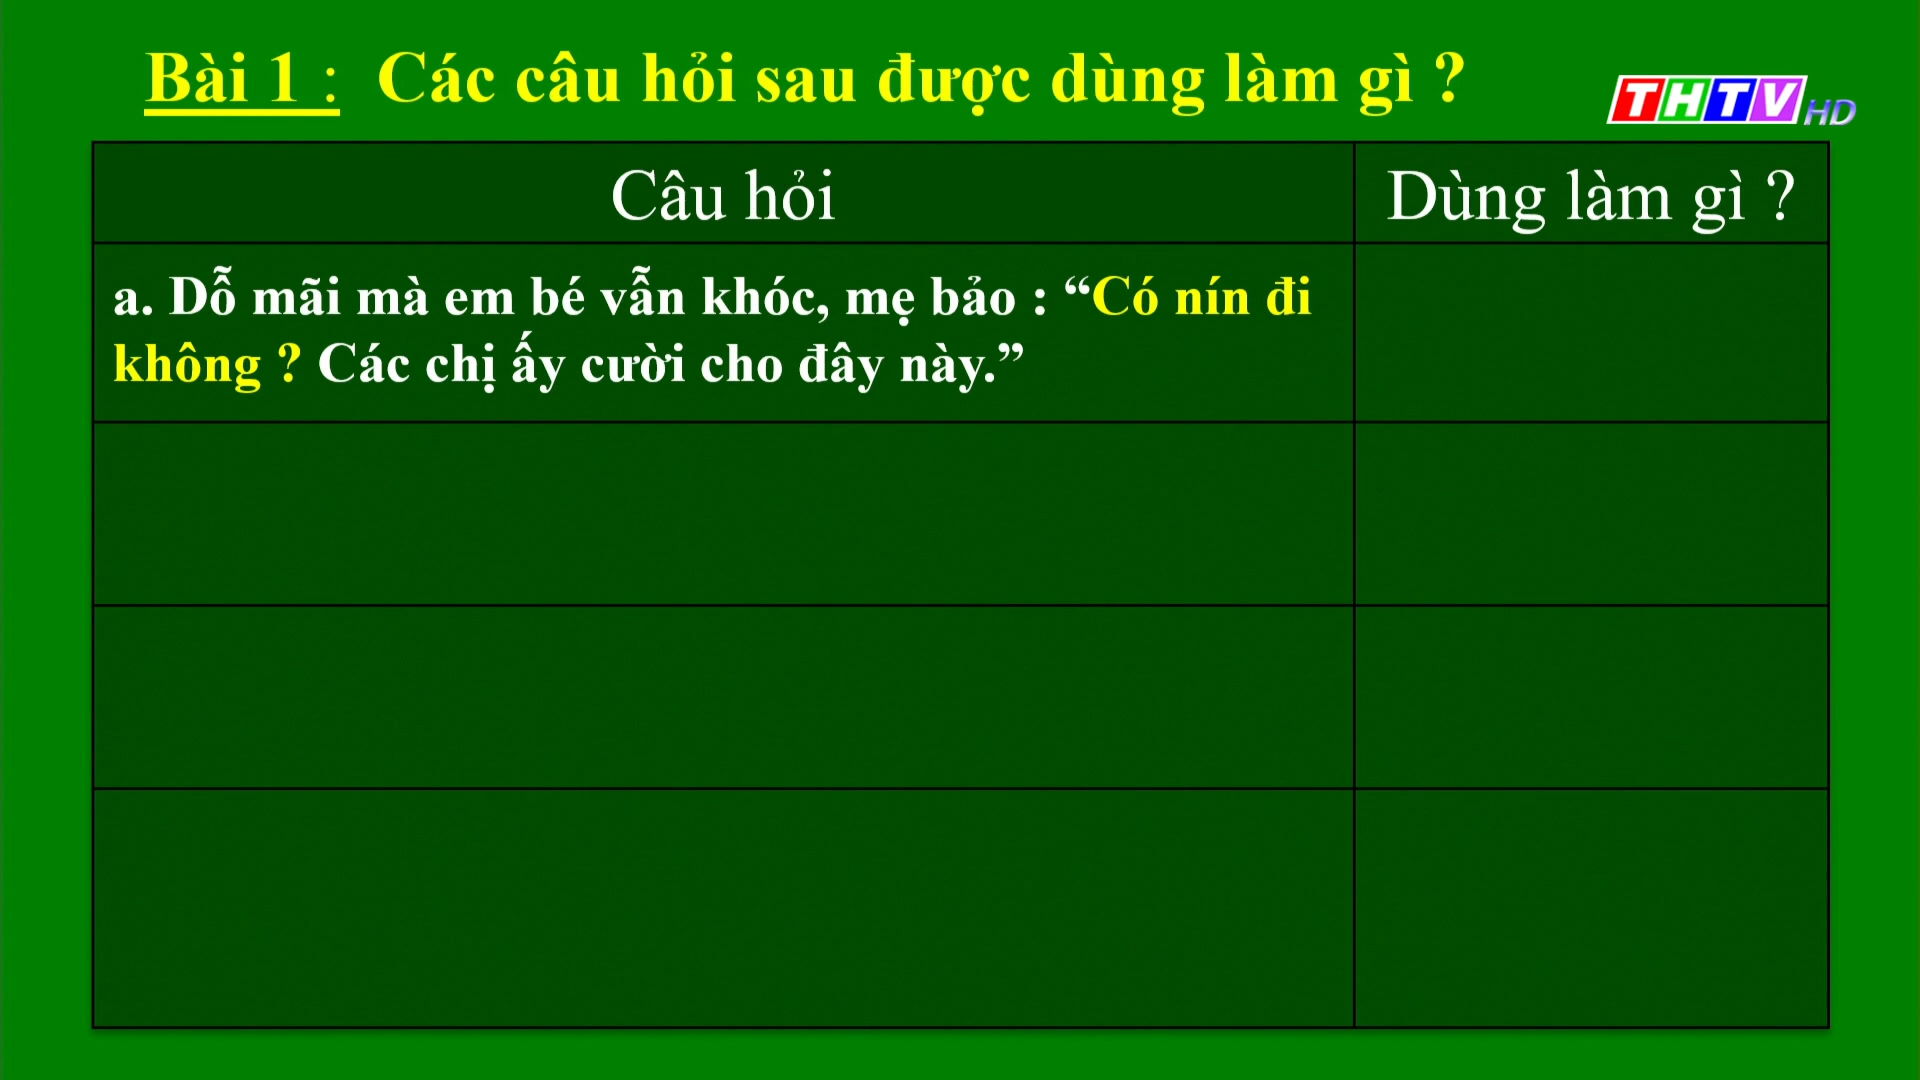 Bài 1 : Các câu hỏi sau được dùng làm gì ?
THTV HD
Câu hỏi
Dùng làm gì ?
a. Dỗ mãi mà em bé vẫn khóc, mẹ bảo : “Có nín đi
không ? Các chị ấy cười cho đây này.”